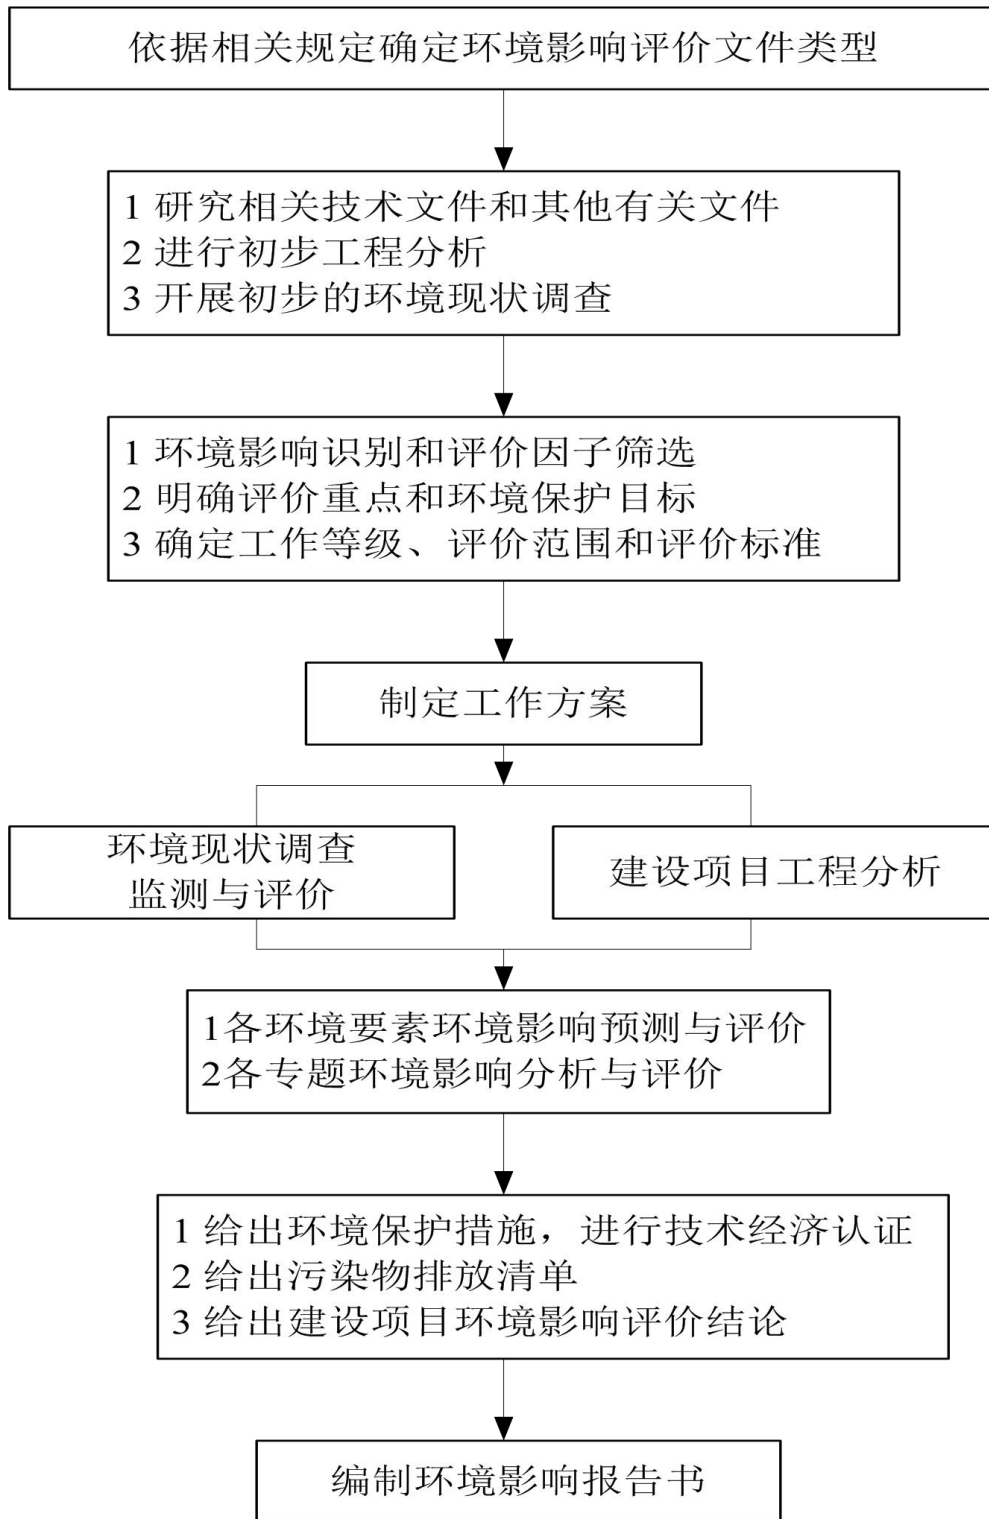 依据相关规定确定环境影响评价文件类型
1 研究相关技术文件和其他有关文件
2 进行初步工程分析
3 开展初步的环境现状调查
1 环境影响识别和评价因子筛选
2 明确评价重点和环境保护目标
3 确定工作等级、评价范围和评价标准
制定工作方案
环境现状调查
监测与评价
建设项目工程分析
1各环境要素环境影响预测与评价
2各专题环境影响分析与评价
1 给出环境保护措施，进行技术经济认证
2 给出污染物排放清单
3 给出建设项目环境影响评价结论
编制环境影响报告书